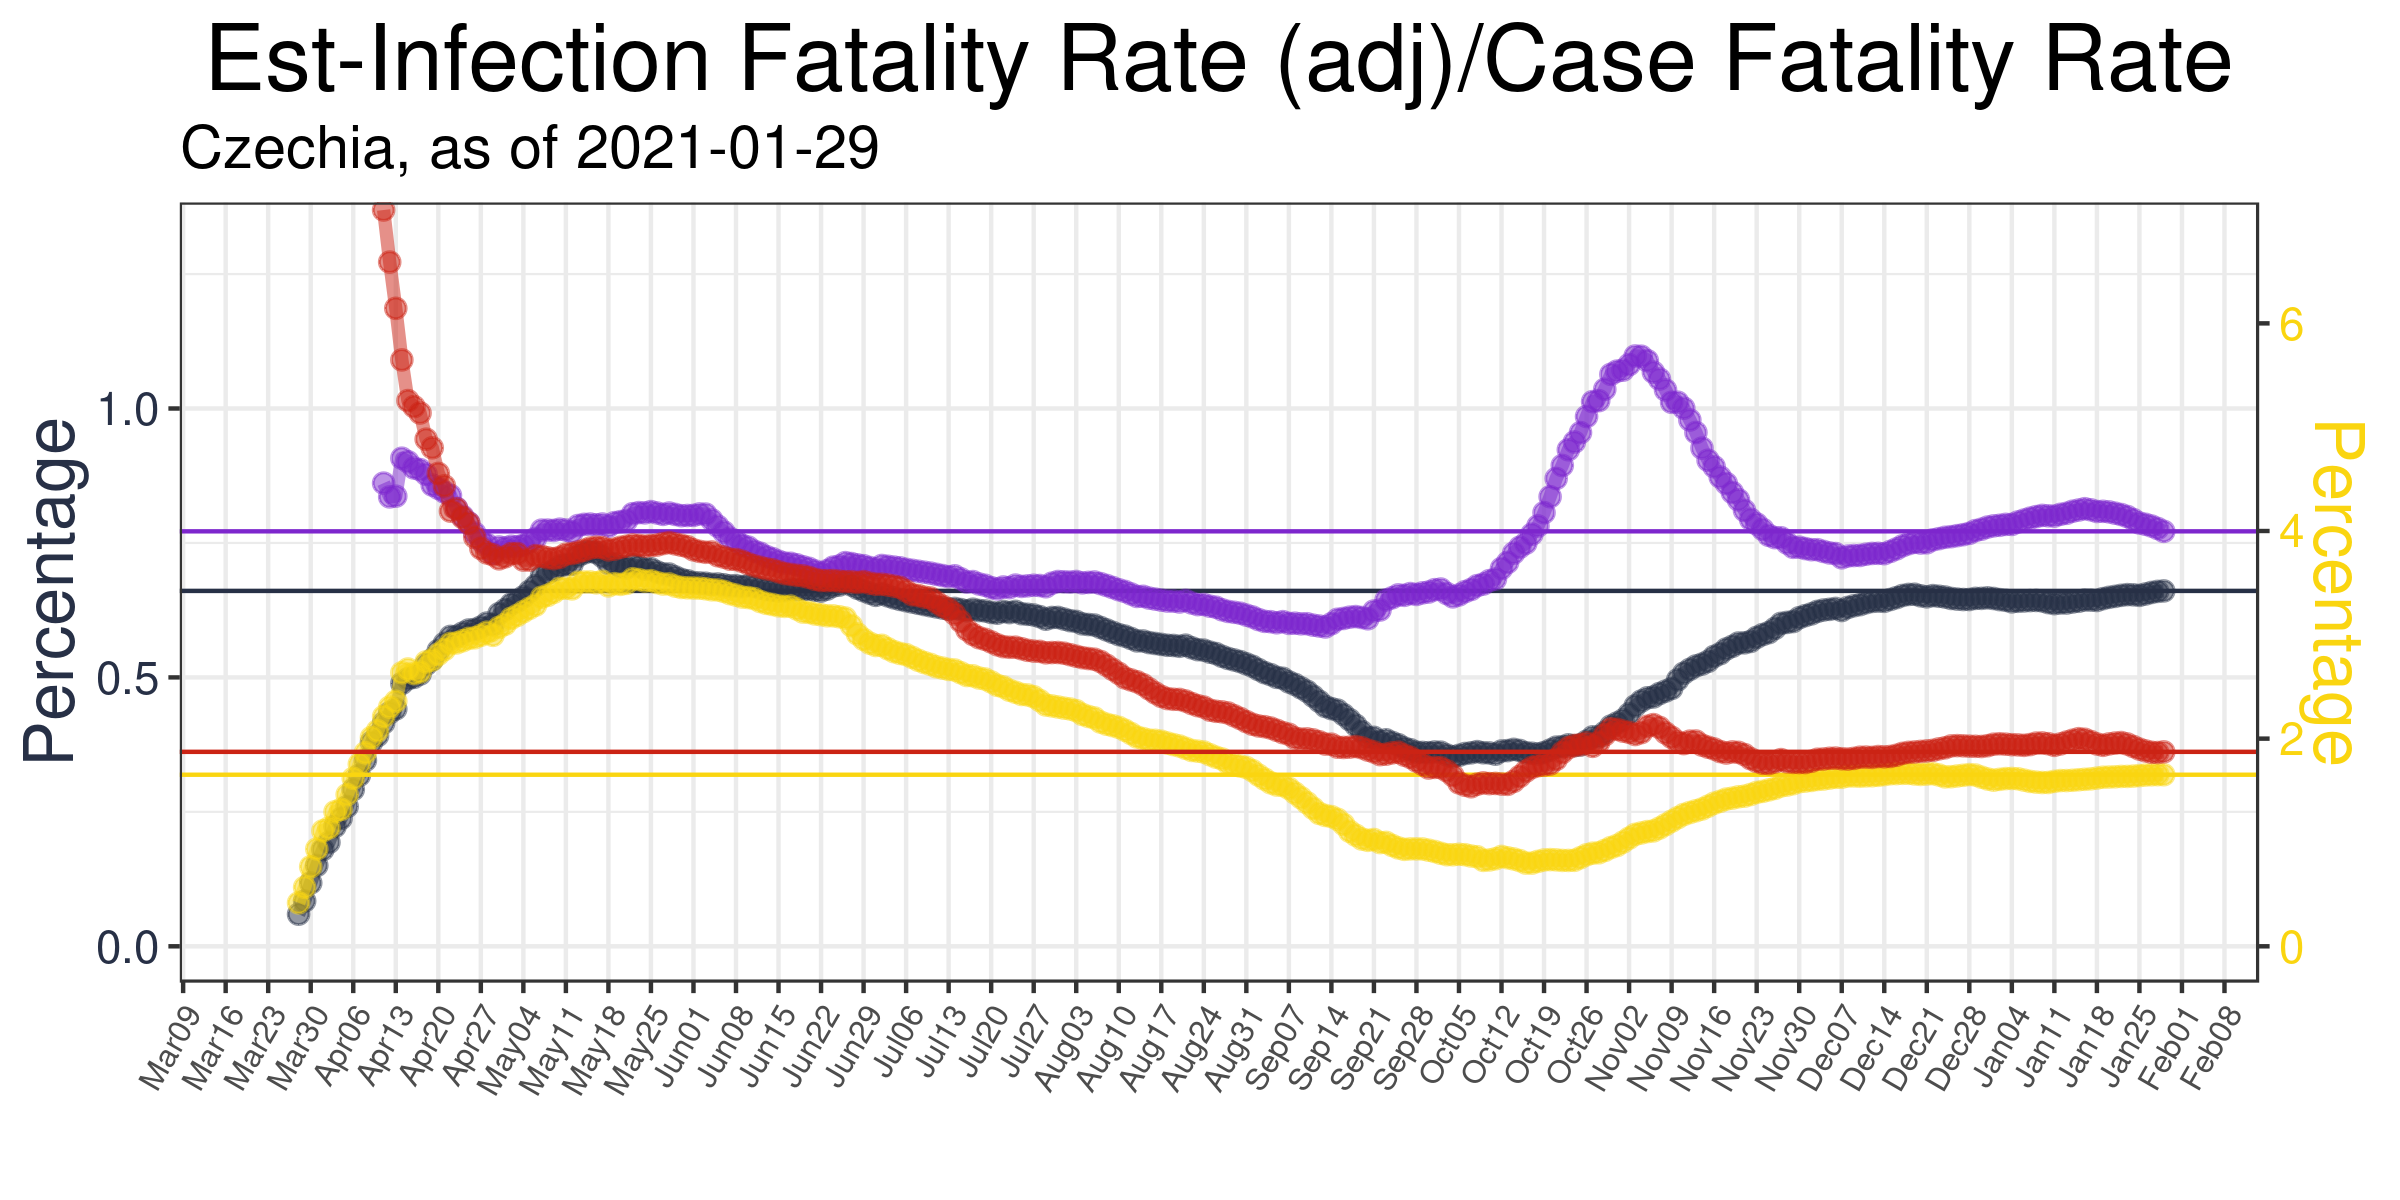 Est-Infection Fatality Rate (adj)/Case Fatality Rate
Czechia, as of 2021-01-29
Percentage
1.0
0.5
0.0
6
4
2
0
Percentage
Mar09
Mar16
Mar23
Mar30
Apr06
Apr13
Apr20
Apr27
May04
May11
May18
May25
Jun01
Jun08
Jun15
Jun22
Jun29
Jul06
Jul13
Jul20
Jul27
Aug03
Aug10
Aug17
Aug24
Aug31
Sep07
Sep14
Sep21
Sep28
Oct05
Oct12
Oct19
Oct26
Nov02
Nov09
Nov16
Nov23
Nov30
Dec07
Dec14
Dec21
Dec28
Jan04
Jan11
Jan18
Jan25
Feb01
Feb08